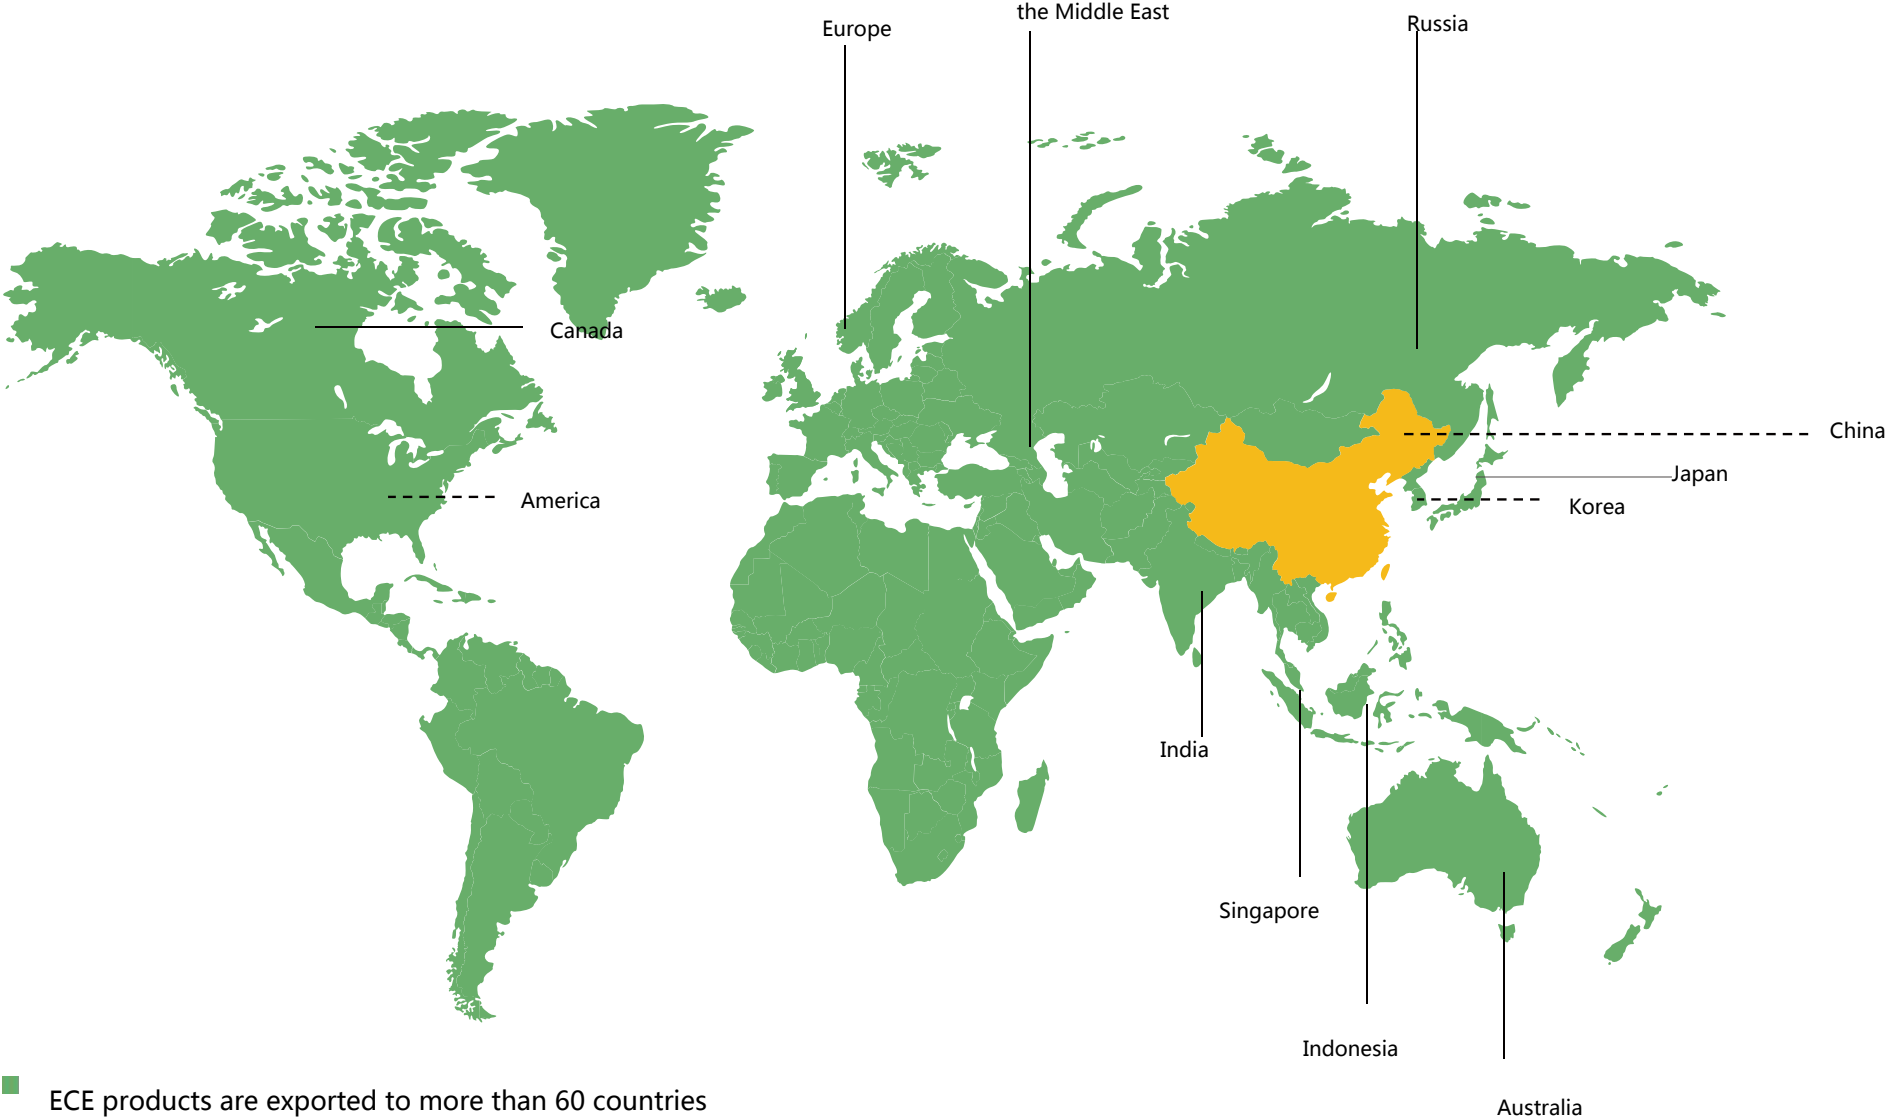 the Middle East
Europe
Russia
Canada
China
Japan
America
Korea
India
Singapore
Indonesia
ECE products are exported to more than 60 countries
Australia